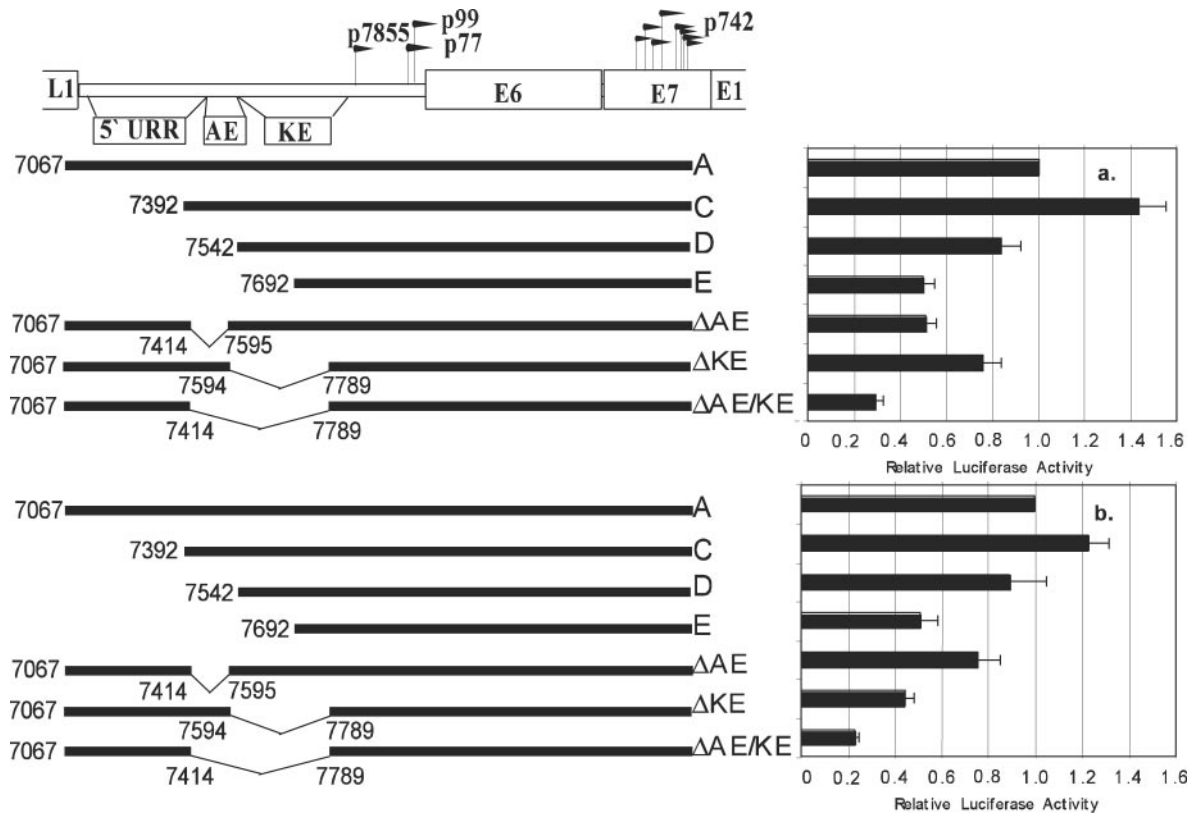 p99
p7855
p77
p742
L1
E6
E7
E1
5` URR
AE
KE
7067
A
7392
C
7542
D
7692
E
7067
7414
7595
ΔAE
7067
7594
7789
ΔKE
7067
7414
7789
ΔAE/KE
a.
0 0.2 0.4 0.6 0.8 1.0 1.2 1.4 1.6
Relative Luciferase Activity
7067
A
7392
C
7542
D
7692
E
7067
7414
7595
ΔAE
7067
7594
7789
ΔKE
7067
7414
7789
ΔAE/KE
b.
0 0.2 0.4 0.6 0.8 1.0 1.2 1.4 1.6
Relative Luciferase Activity